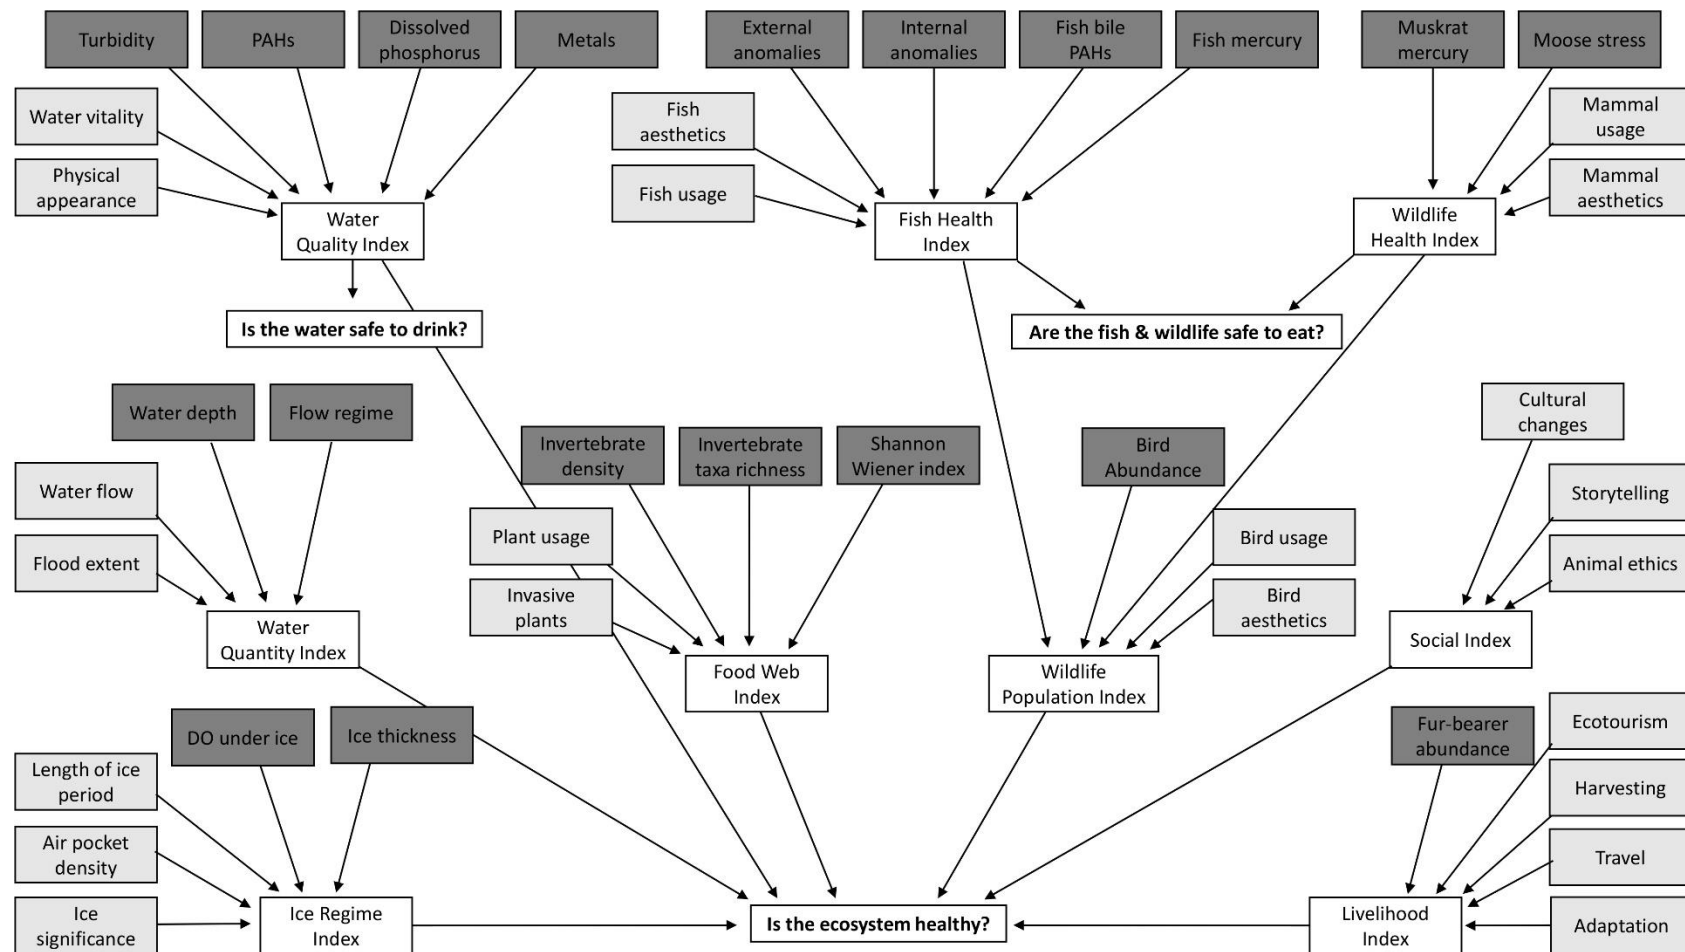 Turbidity
PAHs
Dissolved
phosphorus
Metals
External
anomalies
Internal
anomalies
Fish bile
PAHs
Fish mercury
Muskrat
mercury
Moose stress
Water vitality
Physical
appearance
Fish
aesthetics
Fish usage
Mammal
usage
Mammal
aesthetics
Water
Quality Index
Fish Health
Index
Wildlife
Health Index
Is the water safe to drink?
Are the fish & wildlife safe to eat?
Water depth
Flow regime
Invertebrate
density
Invertebrate
taxa richness
Shannon
Wiener index
Bird
Abundance
Cultural
changes
Water flow
Flood extent
Plant usage
Invasive
plants
Bird usage
Bird
aesthetics
Storytelling
Animal ethics
Water
Quantity Index
Food Web
Index
Wildlife
Population Index
Social Index
DO under ice
Ice thickness
Fur-bearer
abundance
Length of ice
period
Air pocket
density
Ice
significance
Ecotourism
Harvesting
Travel
Adaptation
Ice Regime
Index
Is the ecosystem healthy?
Livelihood
Index